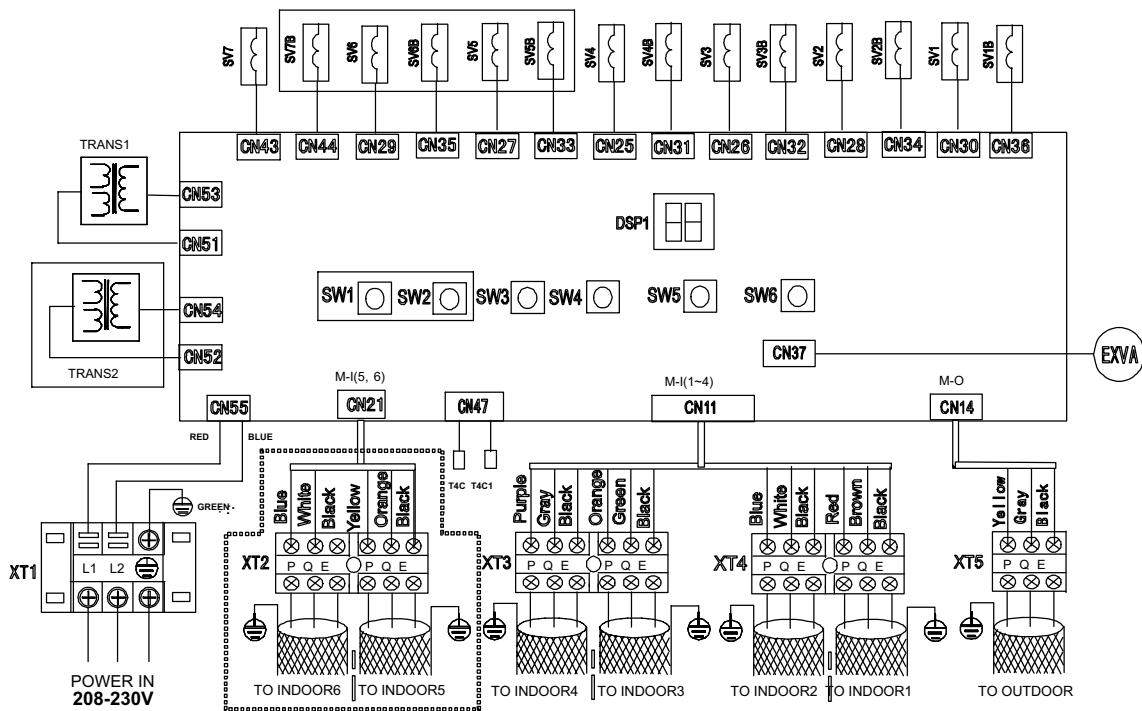 SV7 SV7B SV6 SV6B SV5 SV5B SV4 SV4B SV3 SV3B SV2 SV2B SV1 SV1B
CN43 CN44 CN29 CN35 CN27 CN33 CN25 CN31 CN26 CN32 CN28 CN34 CN30 CN36
TRANS1
CN53
CN51
DSP1
SW1 SW2 SW3 SW4 SW5 SW6
CN54
CN52
TRANS2
CN37
EXVA
M-I(5, 6)
M-I(1~4)
M-O
CN55 CN21 CN47 CN11 CN14
RED BLUE
T4C T4C1
GREEN
Blue White Black Yellow Orange Black
Purple Gray Black Orange Green Black
Blue White Black Red Brown Black
Yellow Gray Black
XT1 L1 L2
XT2 P Q E P Q E
XT3 P Q E P Q E
XT4 P Q E P Q E
XT5 P Q E
POWER IN
208-230V
TO INDOOR6 TO INDOOR5 TO INDOOR4 TO INDOOR3 TO INDOOR2 TO INDOOR1 TO OUTDOOR